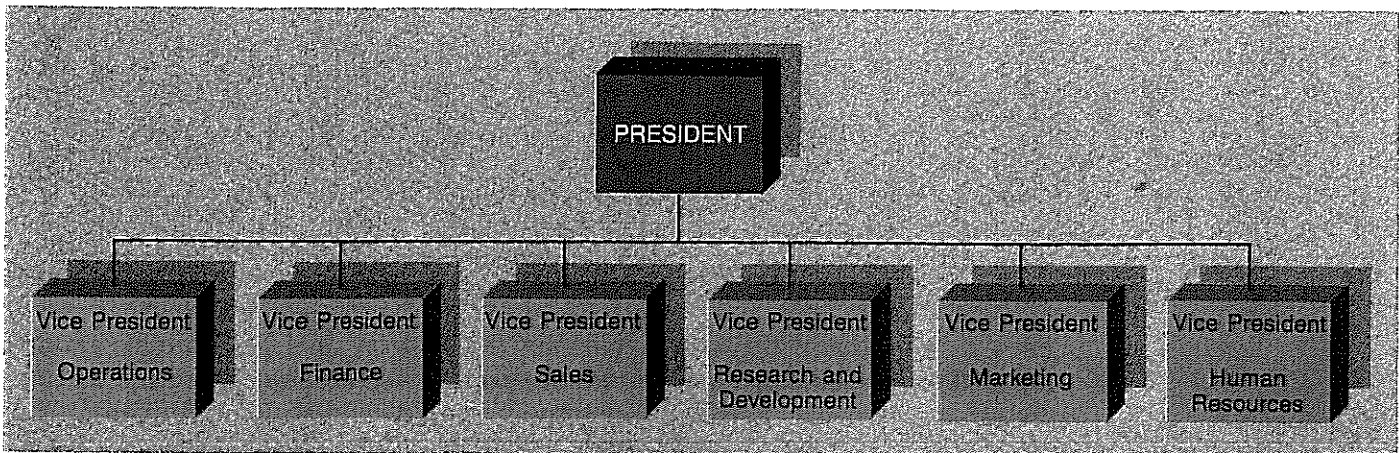 PRESIDENT
Vice President
Operations
Vice President
Finance
Vice President
Sales
Vice President
Research and
Development
Vice President
Marketing
Vice President
Human
Resources